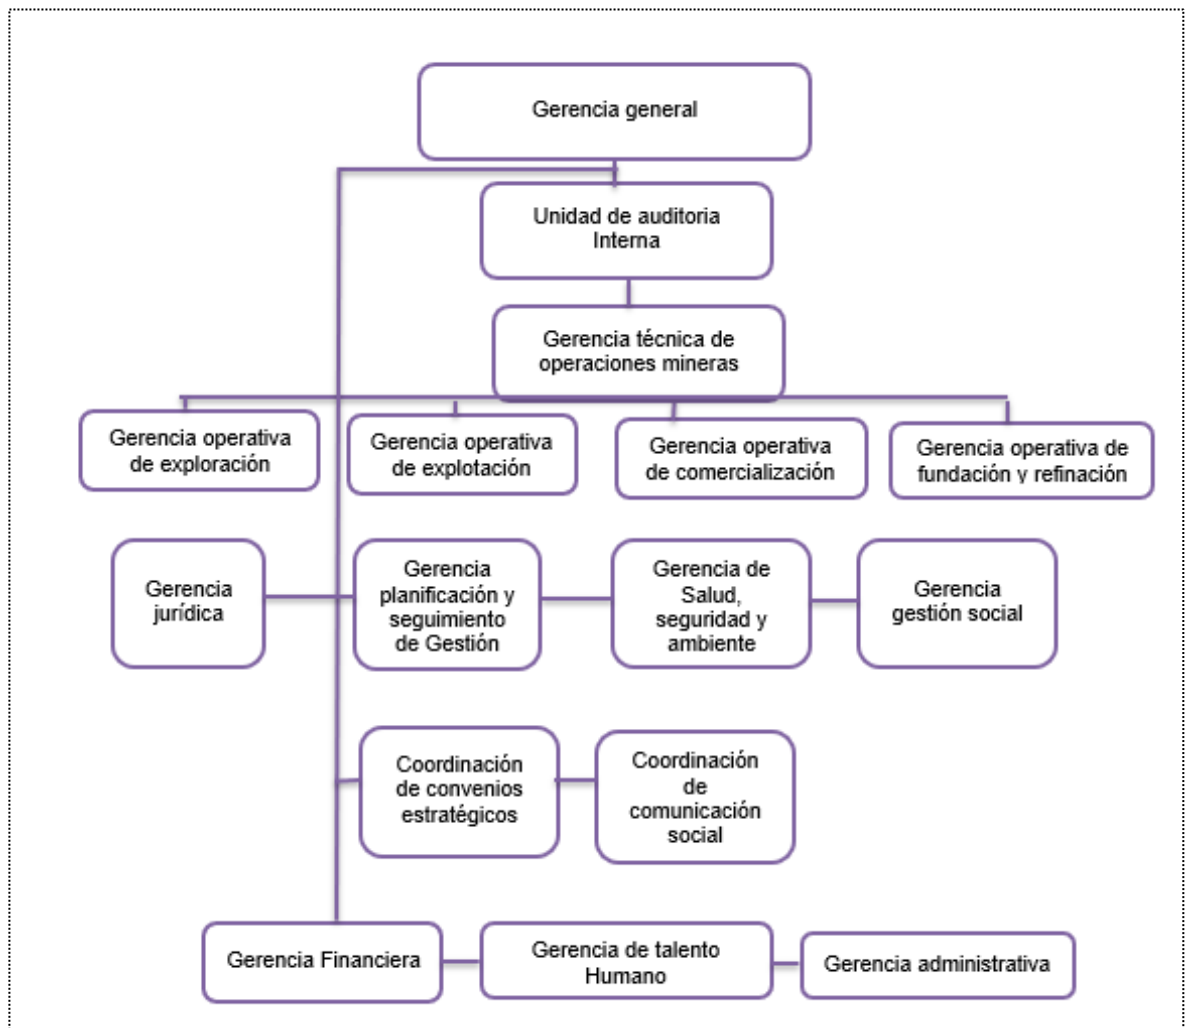 Gerencia general
Unidad de auditoria
Interna
Gerencia técnica de
operaciones mineras
Gerencia operativa
de exploración
Gerencia operativa
de explotación
Gerencia operativa
de comercialización
Gerencia operativa de
fundación y refinación
Gerencia
jurídica
Gerencia
planificación y
seguimiento
de Gestión
Gerencia de
Salud,
seguridad y
ambiente
Gerencia
gestión social
Coordinación
de convenios
estratégicos
Coordinación
de
comunicación
social
Gerencia Financiera
Gerencia de talento
Humano
Gerencia administrativa